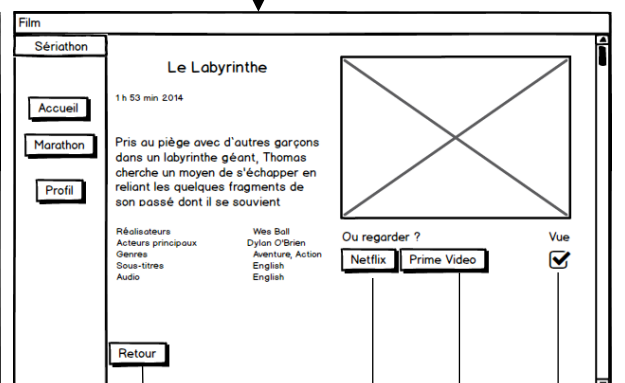 Film
Sériathon
Le Labyrinthe
1 h 53 min 2014
Accueil
Marathon
Profil
Pris au piège avec d'autres garçons
dans un labyrinthe géant, Thomas
cherche un moyen de s'échapper en
reliant les quelques fragments de
son passé dont il se souvient
Réalisateurs Wes Ball
Acteurs principaux Dylan O'Brien
Genres Aventure, Action
Sous-titres English
Audio English
Ou regarder ? Vue
Netflix Prime Video
Retour